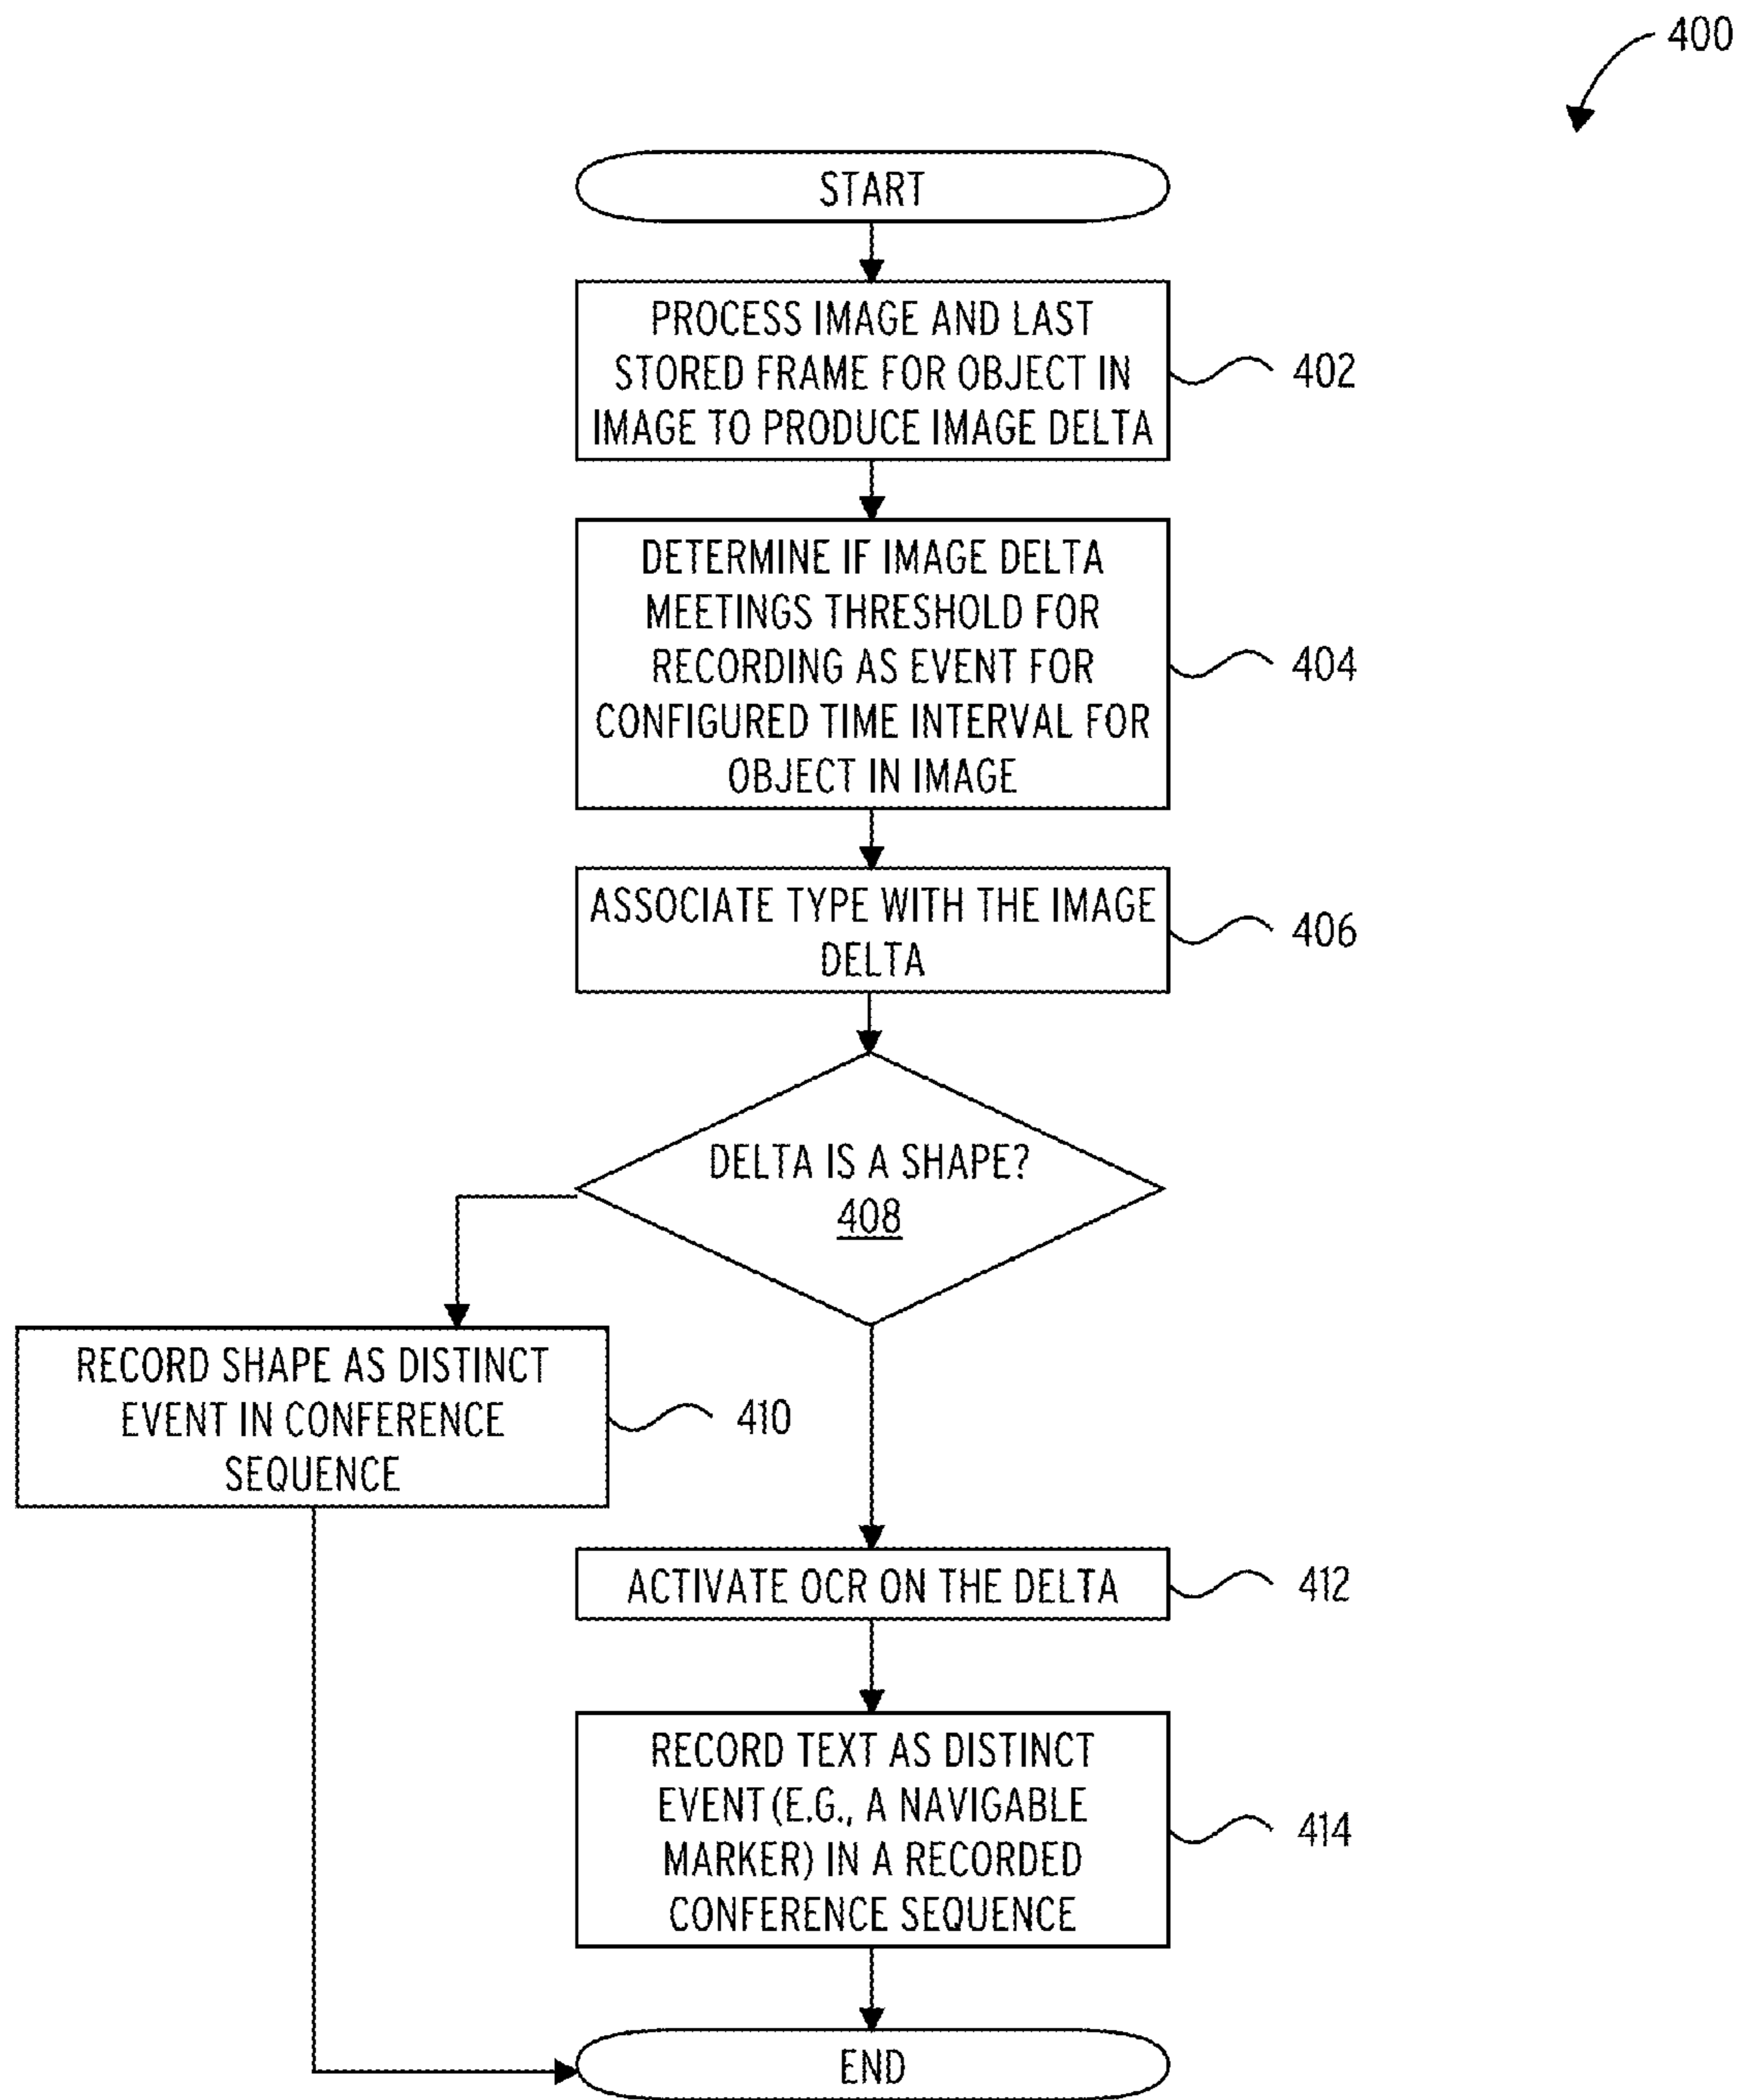 400
START
PROCESS IMAGE AND LAST
STORED FRAME FOR OBJECT IN
IMAGE TO PRODUCE IMAGE DELTA
402
DETERMINE IF IMAGE DELTA
MEETINGS THRESHOLD FOR
RECORDING AS EVENT FOR
CONFIGURED TIME INTERVAL FOR
OBJECT IN IMAGE
404
ASSOCIATE TYPE WITH THE IMAGE
DELTA
406
DELTA IS A SHAPE?
408
RECORD SHAPE AS DISTINCT
EVENT IN CONFERENCE
SEQUENCE
410
ACTIVATE OCR ON THE DELTA
412
RECORD TEXT AS DISTINCT
EVENT (E.G., A NAVIGABLE
MARKER) IN A RECORDED
CONFERENCE SEQUENCE
414
END